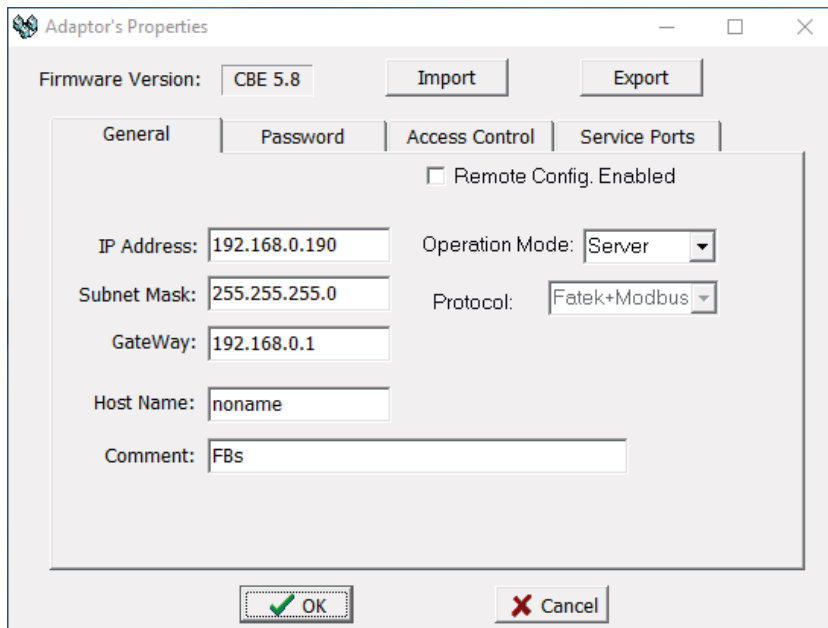 Adaptor's Properties
Firmware Version: CBE 5.8 Import Export
General Password Access Control Service Ports
Remote Config. Enabled
IP Address: 192.168.0.190 Operation Mode: Server
Subnet Mask: 255.255.255.0 Protocol: Fatek+Modbus
GateWay: 192.168.0.1
Host Name: noname
Comment: FBs
OK Cancel